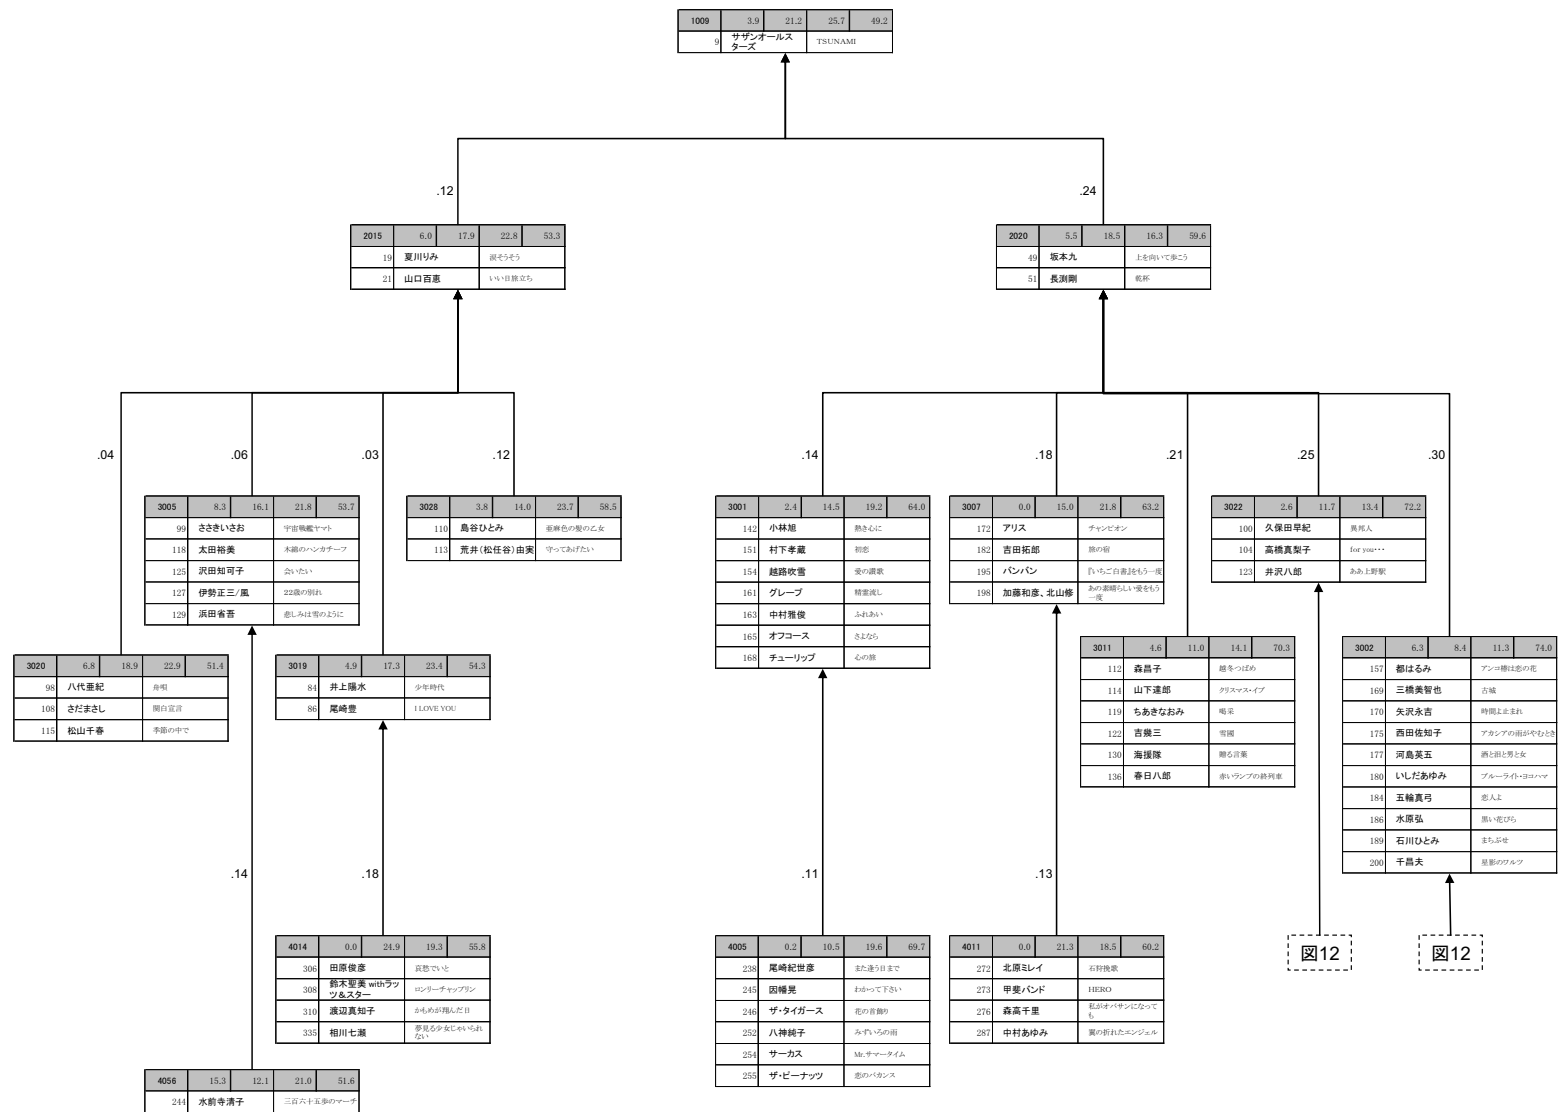 1009 3.9 21.2 25.7 49.2
9 サザンオールスターズ TSUNAMI
.12
.24
2015 6.0 17.9 22.8 53.3
19 夏川りみ 涙そうそう
21 山口百恵 いい日旅立ち
2020 5.5 18.5 16.3 59.6
49 坂本九 上を向いて歩こう
51 長渕剛 乾杯
.04
.06
.03
.12
.14
.18
.21
.25
.30
3005 8.3 16.1 21.8 53.7
99 ささきいさお 宇宙戦艦ヤマト
118 太田裕美 木綿のハンカチーフ
125 沢田知可子 会いたい
127 伊勢正三/風 22歳の別れ
129 浜田省吾 悲しみは雪のように
3028 3.8 14.0 23.7 58.5
110 島谷ひとみ 亜麻色の髪の乙女
113 荒井(松任谷)由実 守ってあげたい
3001 2.4 14.5 19.2 64.0
142 小林旭 熱き心に
151 村下孝蔵 初恋
154 越路吹雪 愛の讃歌
161 グレープ 精霊流し
163 中村雅俊 ふれあい
165 オフコース さよなら
168 チューリップ 心の旅
3007 0.0 15.0 21.8 63.2
172 アリス チャンピオン
182 吉田拓郎 旅の宿
195 バンバン 『いちご白書』をもう一度
198 加藤和彦、北山修 あの素晴らしい愛をもう一度
3022 2.6 11.7 13.4 72.2
100 久保田早紀 異邦人
104 高橋真梨子 for you･･･
123 井沢八郎 ああ上野駅
3020 6.8 18.9 22.9 51.4
98 八代亜紀 舟唄
108 さだまさし 関白宣言
115 松山千春 季節の中で
3019 4.9 17.3 23.4 54.3
84 井上陽水 少年時代
86 尾崎豊 I LOVE YOU
3011 4.6 11.0 14.1 70.3
112 森昌子 越冬つばめ
114 山下達郎 クリスマス・イブ
119 ちあきなおみ 喝采
122 吉幾三 雪國
130 海援隊 贈る言葉
136 春日八郎 赤いランプの終列車
3002 6.3 8.4 11.3 74.0
157 都はるみ アンコ椿は恋の花
169 三橋美智也 古城
170 矢沢永吉 時間よ止まれ
175 西田佐知子 アカシアの雨がやむとき
177 河島英五 酒と泪と男と女
180 いしだあゆみ ブルーライト・ヨコハマ
184 五輪真弓 恋人よ
186 水原弘 黒い花びら
189 石川ひとみ まちぶせ
200 千昌夫 星影のワルツ
.14
.18
.11
.13
4014 0.0 24.9 19.3 55.8
306 田原俊彦 哀愁でいと
308 鈴木聖美 withラッツ&スター ロンリーチャップリン
310 渡辺真知子 かもめが翔んだ日
335 相川七瀬 夢見る少女じゃいられない
4005 0.2 10.5 19.6 69.7
238 尾崎紀世彦 また逢う日まで
245 因幡晃 わかって下さい
246 ザ・タイガース 花の首飾り
252 八神純子 みずいろの雨
254 サーカス Mr.サマータイム
255 ザ・ピーナッツ 恋のバカンス
4011 0.0 21.3 18.5 60.2
272 北原ミレイ 石狩挽歌
273 甲斐バンド HERO
276 森高千里 私がオバサンになっても
287 中村あゆみ 翼の折れたエンジェル
図12
図12
4056 15.3 12.1 21.0 51.6
244 水前寺清子 三百六十五歩のマーチ